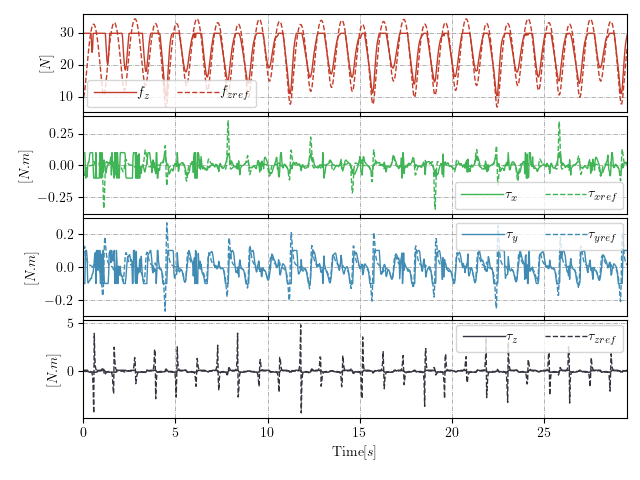 30
20
10
[N]
f_z f_zref
0.25
0.00
−0.25
[N.m]
τ_x τ_xref
0.2
0.0
−0.2
[N.m]
τ_y τ_yref
5
0
[N.m]
τ_z τ_zref
0 5 10 15 20 25
Time[s]